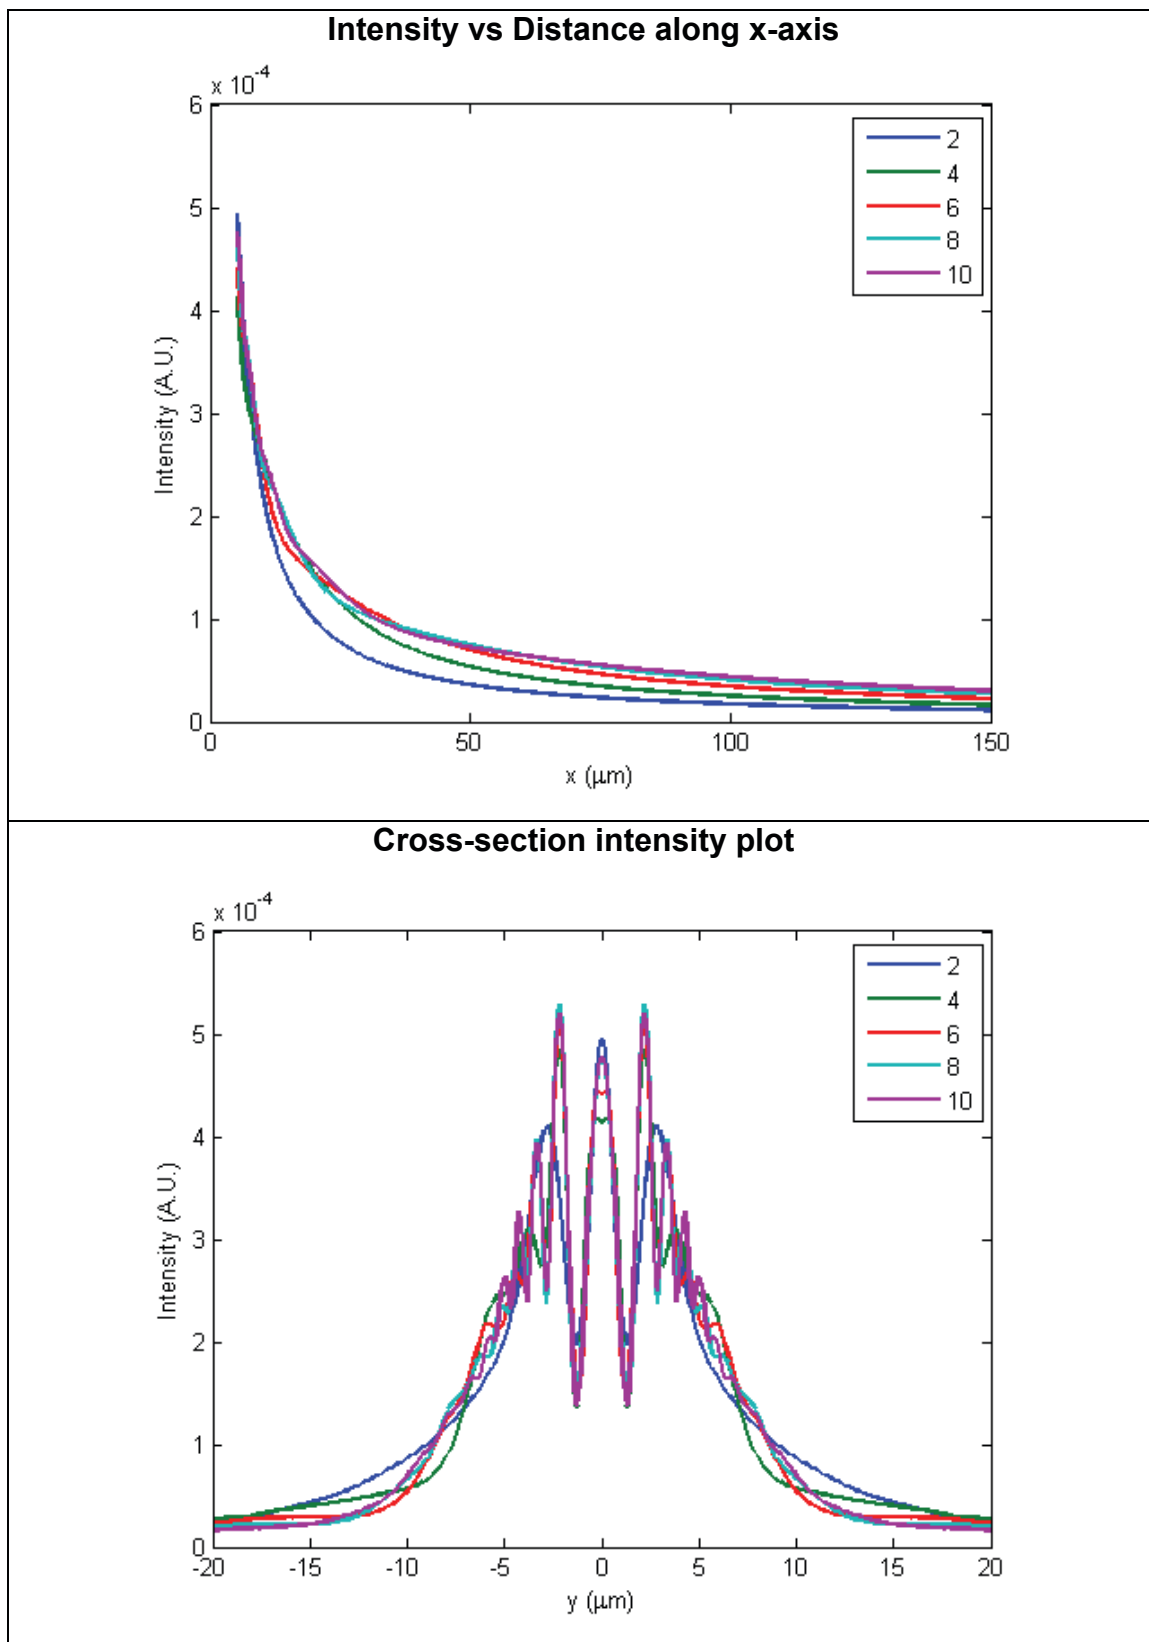 Intensity vs Distance along x-axis
x 10-4
6
5
4
3
2
1
0
Intensity (A.U.)
0 50 100 150
x (μm)
2
4
6
8
10
Cross-section intensity plot
x 10-4
6
5
4
3
2
1
0
Intensity (A.U.)
-20 -15 -10 -5 0 5 10 15 20
y (μm)
2
4
6
8
10